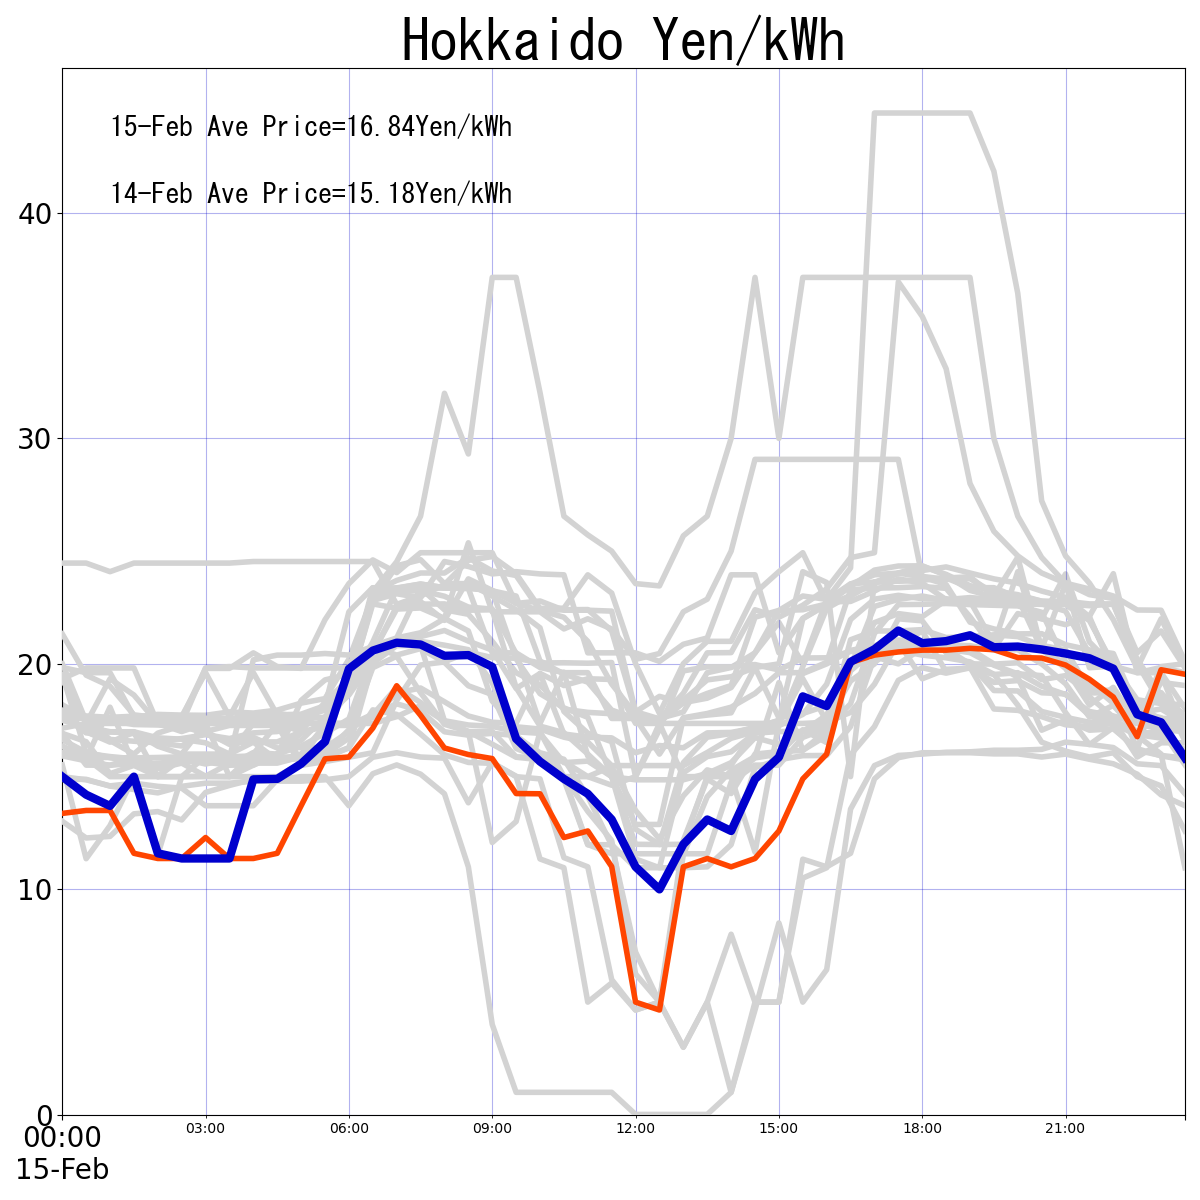 Hokkaido Yen/kWh
15-Feb Ave Price=16.84Yen/kWh
14-Feb Ave Price=15.18Yen/kWh
40
30
20
10
0
00:00 03:00 06:00 09:00 12:00 15:00 18:00 21:00
15-Feb